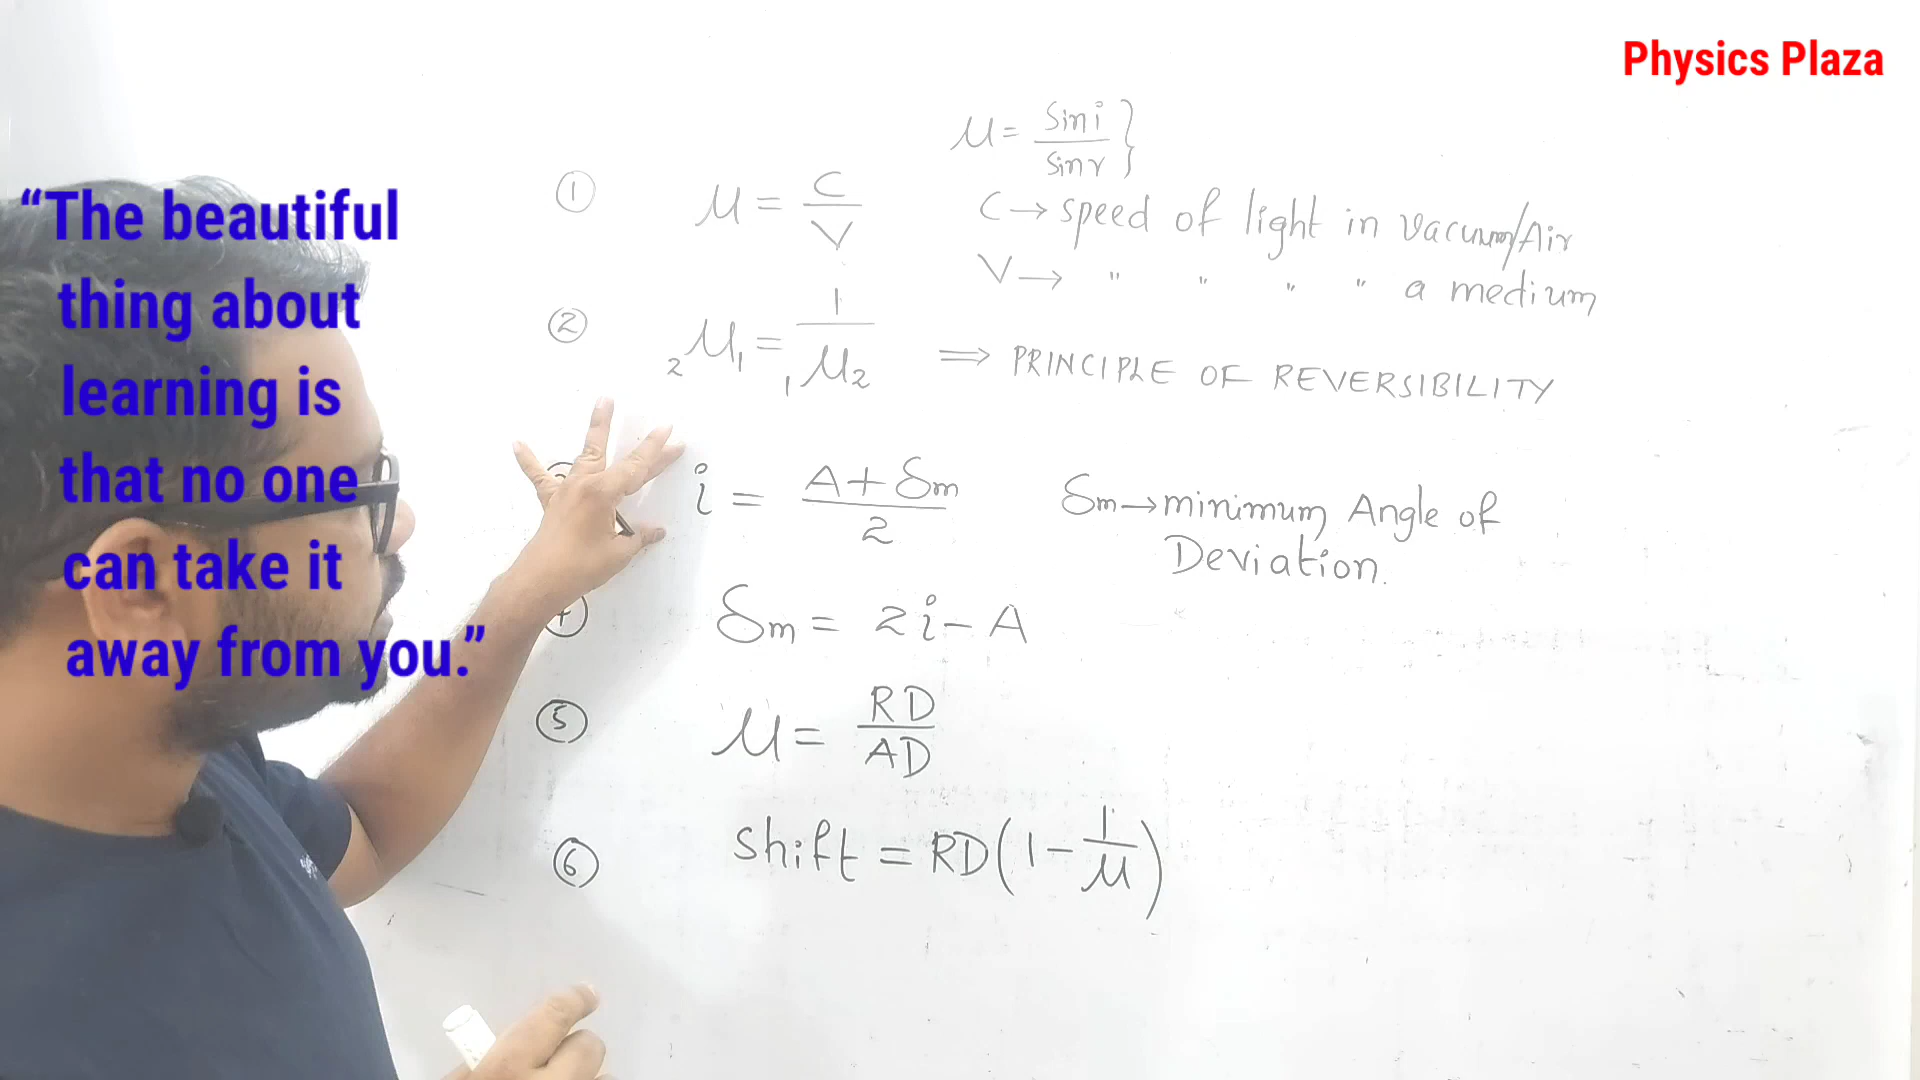 Physics Plaza
“The beautiful
thing about
learning is
that no one
can take it
away from you.”
μ = sin i / sin r }
① μ = C / V
C → speed of light in vacuum/Air
V → " " " " a medium
② ₂μ₁ = 1 / ₁μ₂ ⇒ PRINCIPLE OF REVERSIBILITY
i = A + δm / 2
δm → minimum Angle of
Deviation.
δm = 2i - A
⑤ μ = RD / AD
⑥ shift = RD (1 - 1/μ)